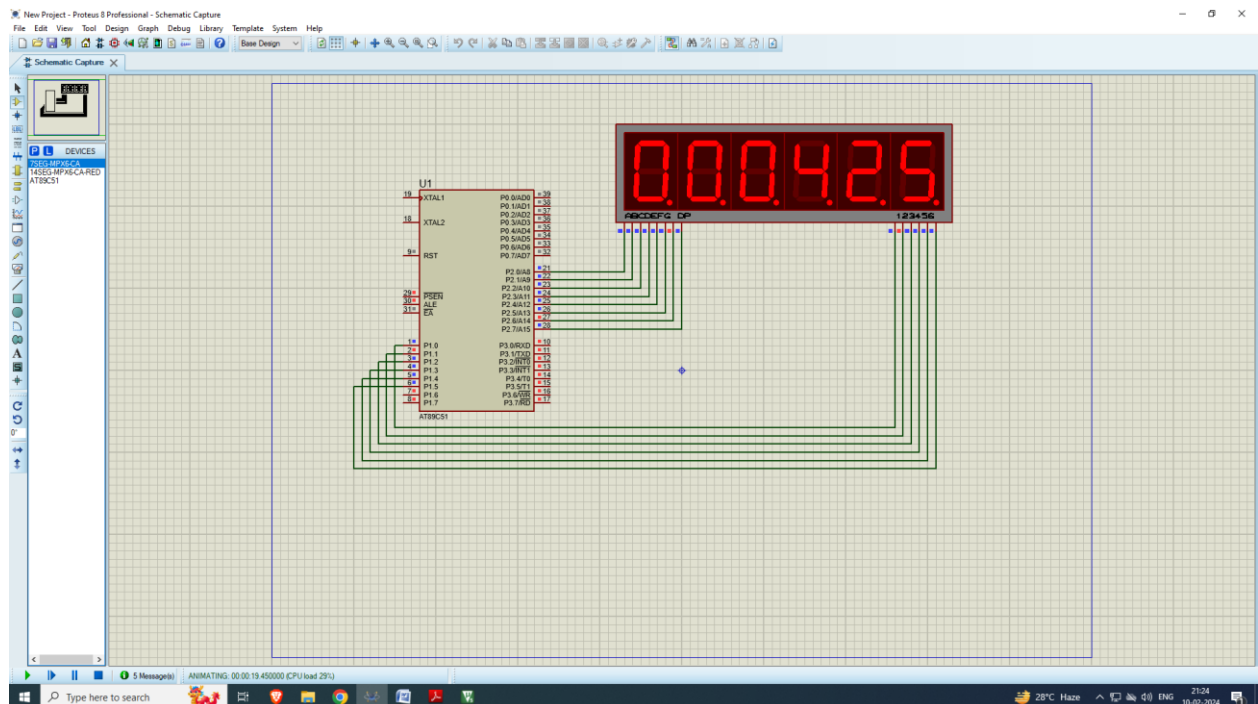 New Project - Proteus 8 Professional - Schematic Capture
File Edit View Tool Design Graph Debug Library Template System Help
Base Design
Schematic Capture
P L DEVICES
7SEG-MPX6-CA
14SEG-MPX6-CA-RED
AT89C51
0.0.0.4.2.5.
ABCDEFG DP 123456
U1
19 XTAL1 P0.0/AD0 39
P0.1/AD1 38
P0.2/AD2 37
18 XTAL2 P0.3/AD3 36
P0.4/AD4 35
P0.5/AD5 34
P0.6/AD6 33
9 RST P0.7/AD7 32
P2.0/A8 21
P2.1/A9 22
P2.2/A10 23
29 PSEN P2.3/A11 24
30 ALE P2.4/A12 25
31 EA P2.5/A13 26
P2.6/A14 27
P2.7/A15 28
1 P1.0 P3.0/RXD 10
2 P1.1 P3.1/TXD 11
3 P1.2 P3.2/INT0 12
4 P1.3 P3.3/INT1 13
5 P1.4 P3.4/T0 14
6 P1.5 P3.5/T1 15
7 P1.6 P3.6/WR 16
8 P1.7 P3.7/RD 17
AT89C51
0°
5 Message(s) ANIMATING: 00:00:19.450000 (CPU load 29%)
Type here to search
28°C Haze ENG 21:24
10-02-2024